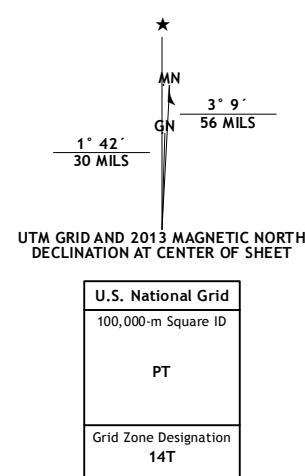 ★
MN
3° 9´
56 MILS
GN
1° 42´
30 MILS
UTM GRID AND 2013 MAGNETIC NORTH
DECLINATION AT CENTER OF SHEET
U.S. National Grid
100,000-m Square ID
PT
Grid Zone Designation
14T